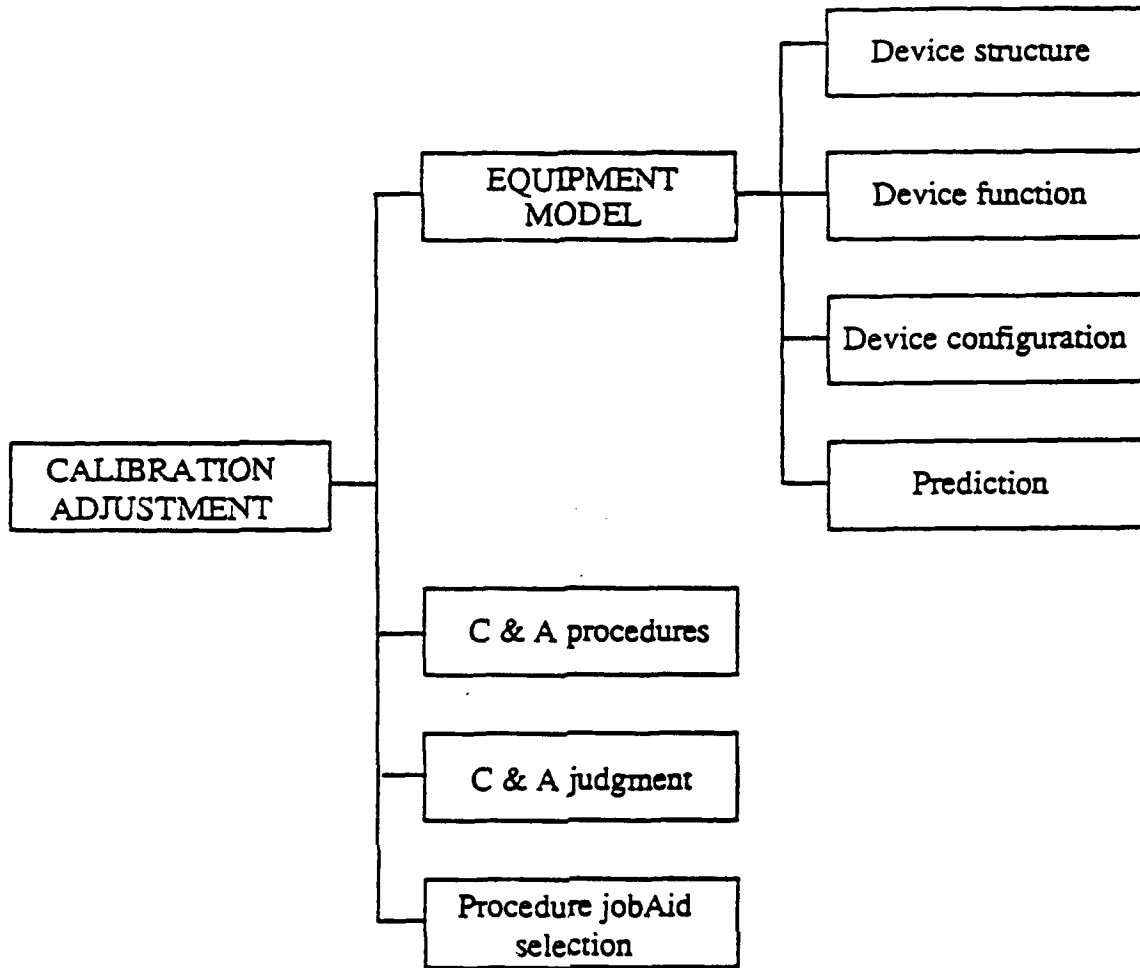 Device structure
EQUIPMENT
MODEL
Device function
Device configuration
CALIBRATION
ADJUSTMENT
Prediction
C & A procedures
C & A judgment
Procedure jobAid
selection